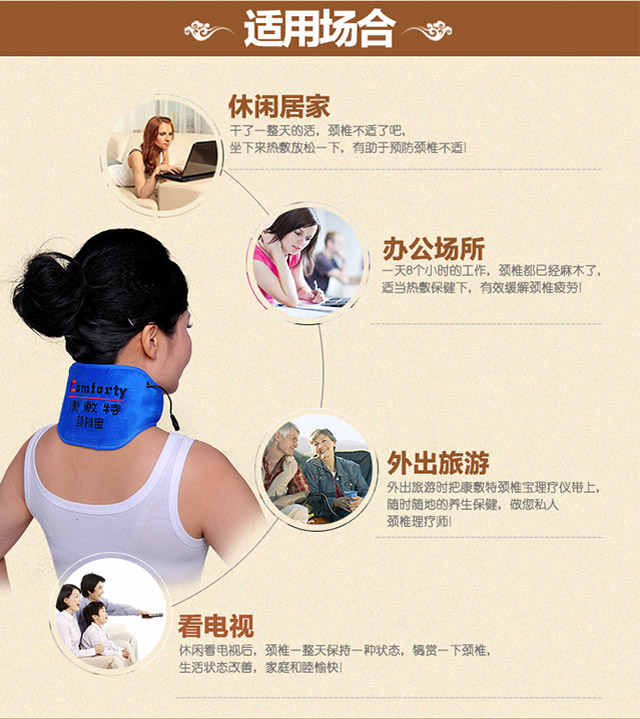 适用场合
休闲居家
干了一整天的活，颈椎不适了吧，
坐下来热敷放松一下，有助于预防颈椎不适!
办公场所
一天8个小时的工作，颈椎都已经麻木了，
适当热敷保健下，有效缓解颈椎疲劳!
Comforty
康敷特
颈椎宝
外出旅游
外出旅游时把康敷特颈椎宝理疗仪带上，
随时随地的养生保健，做您私人
颈椎理疗师!
看电视
休闲看电视后，颈椎一整天保持一种状态，犒赏一下颈椎，
生活状态改善，家庭和睦愉快!